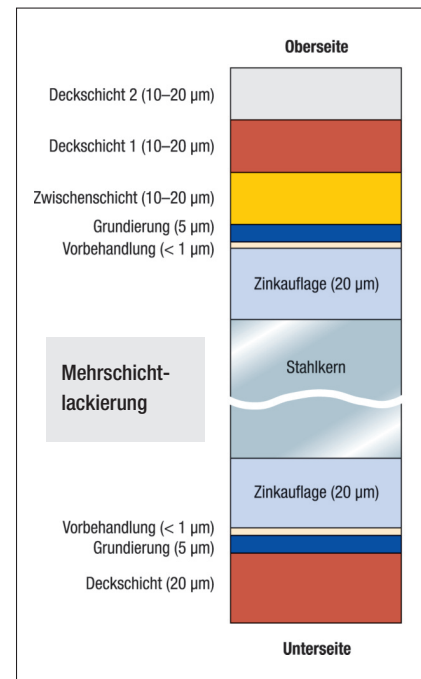 Oberseite
Deckschicht 2 (10–20 µm)
Deckschicht 1 (10–20 µm)
Zwischenschicht (10–20 µm)
Grundierung (5 µm)
Vorbehandlung (< 1 µm)
Zinkauflage (20 µm)
Stahlkern
Mehrschicht-
lackierung
Zinkauflage (20 µm)
Vorbehandlung (< 1 µm)
Grundierung (5 µm)
Deckschicht (20 µm)
Unterseite